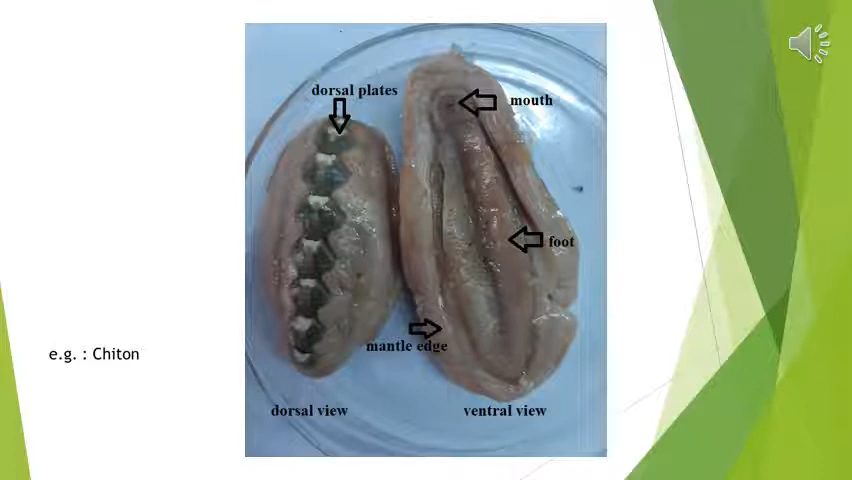 dorsal plates
mouth
foot
mantle edge
e.g. : Chiton
dorsal view
ventral view